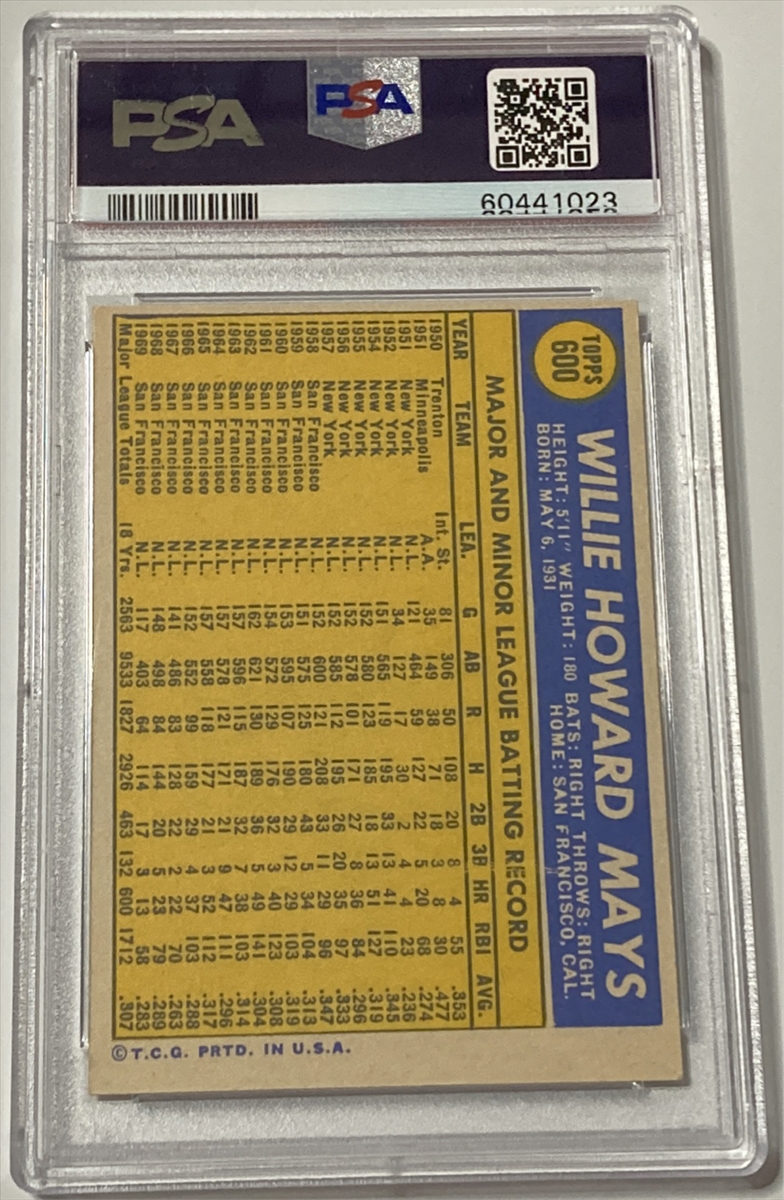 PSA
PSA
60441023
TOPPS
600
WILLIE HOWARD MAYS
HEIGHT: 5'11" WEIGHT: 180 BATS: RIGHT THROWS: RIGHT
BORN: MAY 6, 1931 HOME: SAN FRANCISCO, CAL.
MAJOR AND MINOR LEAGUE BATTING RECORD
YEAR TEAM LEA. G AB R H 2B 3B HR RBI AVG.
1950 Trenton Int. St. 81 306 50 108 20 8 4 55 .353
1951 Minneapolis A.A. 35 149 38 71 18 3 8 30 .477
1951 New York N.L. 121 464 59 127 22 5 20 68 .274
1952 New York N.L. 34 127 17 30 2 4 4 23 .236
1954 New York N.L. 151 565 119 195 33 13 41 110 .345
1955 New York N.L. 152 580 123 185 18 13 51 127 .319
1956 New York N.L. 152 578 101 171 27 8 36 84 .296
1957 New York N.L. 152 585 112 195 26 20 35 97 .333
1958 San Francisco N.L. 152 600 121 208 33 11 29 96 .347
1959 San Francisco N.L. 151 575 125 180 43 5 34 104 .313
1960 San Francisco N.L. 153 595 107 190 29 12 29 103 .319
1961 San Francisco N.L. 154 572 129 176 32 3 40 123 .308
1962 San Francisco N.L. 162 621 130 189 36 5 49 141 .304
1963 San Francisco N.L. 157 596 115 187 32 7 38 103 .314
1964 San Francisco N.L. 157 578 121 171 21 9 47 111 .296
1965 San Francisco N.L. 157 558 118 177 21 3 52 112 .317
1966 San Francisco N.L. 152 552 99 159 29 4 37 103 .288
1967 San Francisco N.L. 141 486 83 128 22 2 22 70 .263
1968 San Francisco N.L. 148 498 84 144 20 5 23 79 .289
1969 San Francisco N.L. 117 403 64 114 17 3 13 58 .283
Major League Totals 18 Yrs. 2563 9533 1827 2926 463 132 600 1712 .307
©T.C.G. PRTD. IN U.S.A.